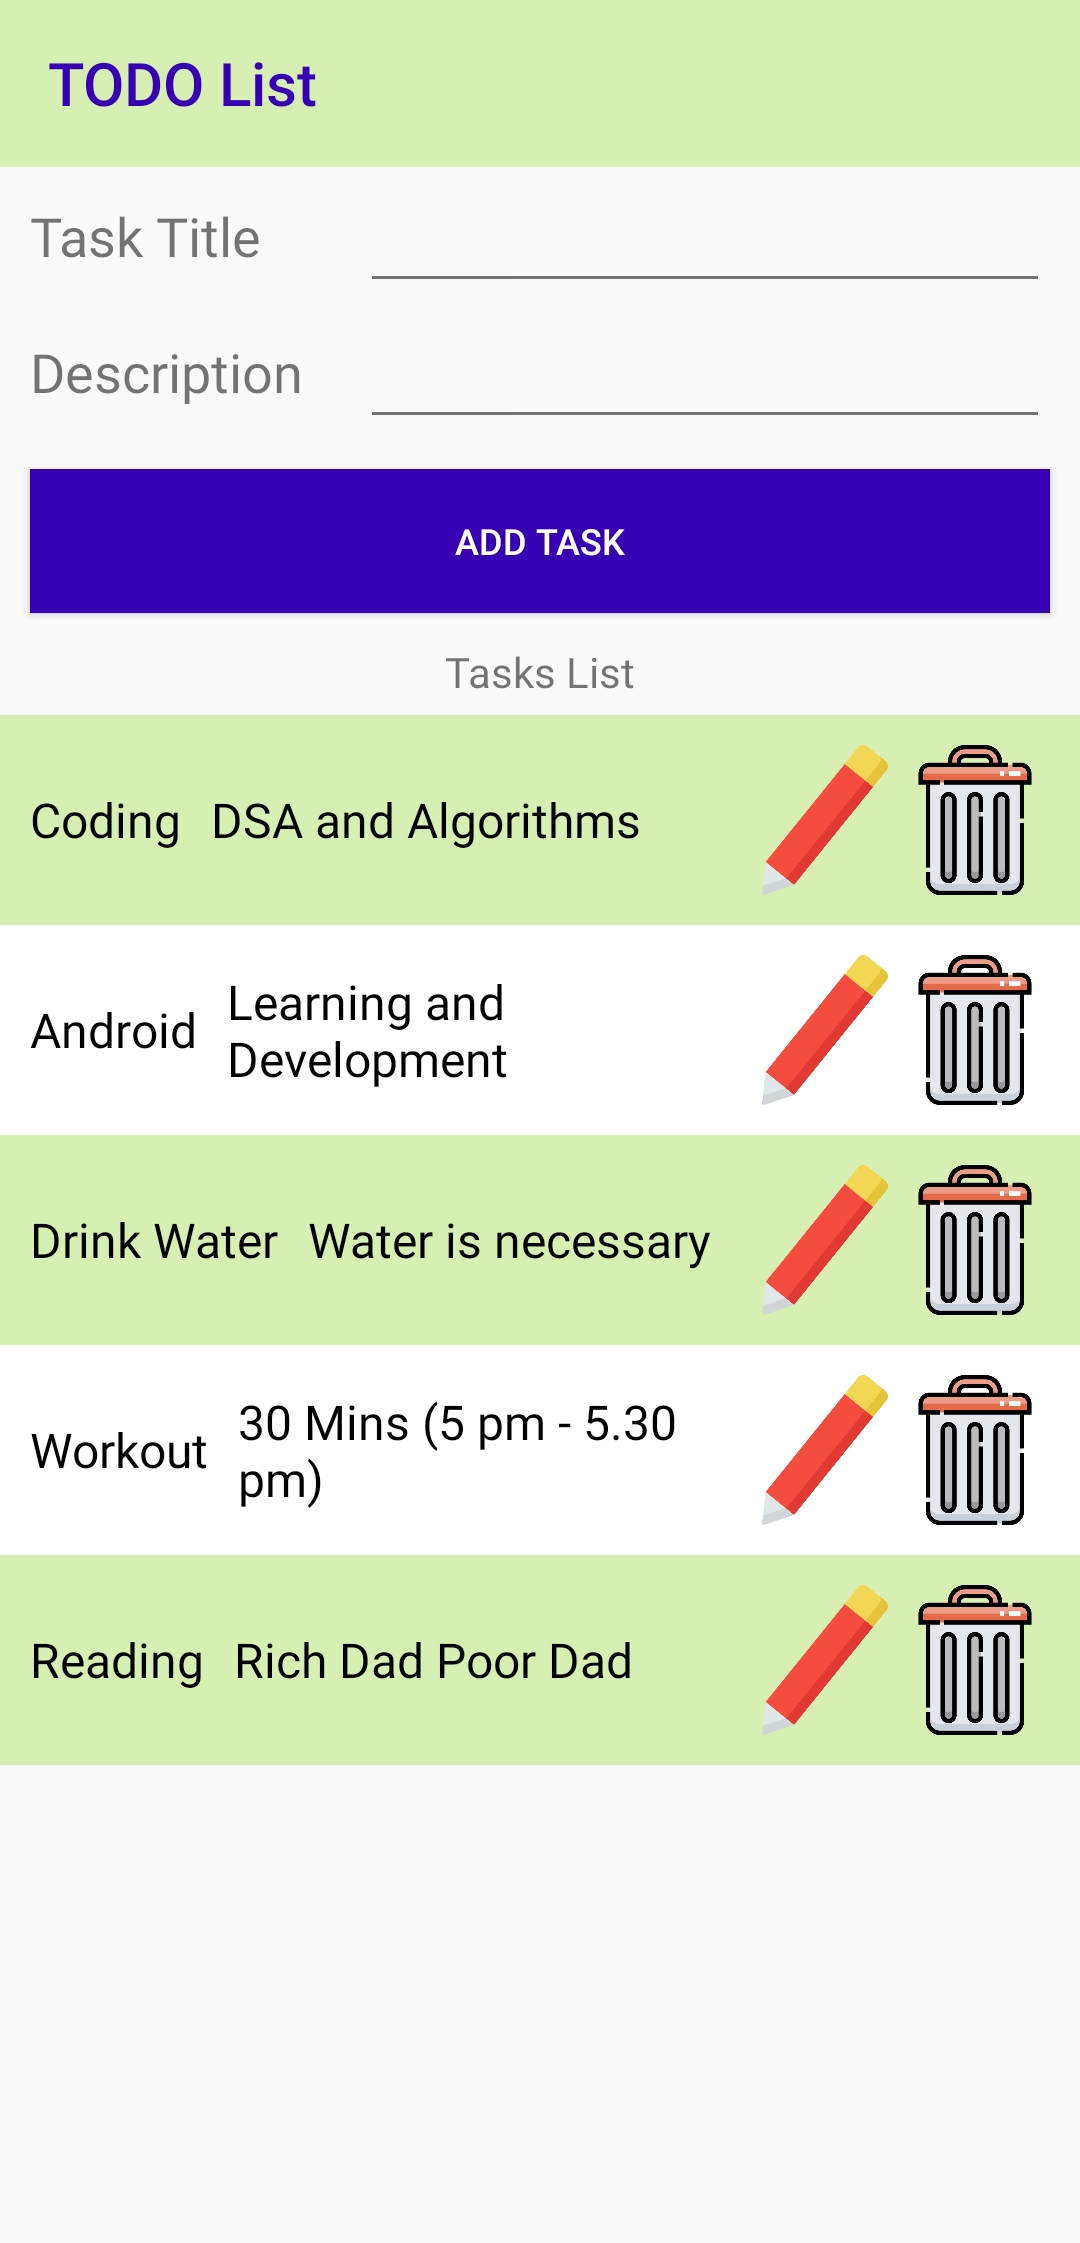 TODO List
Task Title
Description
ADD TASK
Tasks List
Coding DSA and Algorithms
Android Learning and
Development
Drink Water Water is necessary
Workout 30 Mins (5 pm - 5.30
pm)
Reading Rich Dad Poor Dad